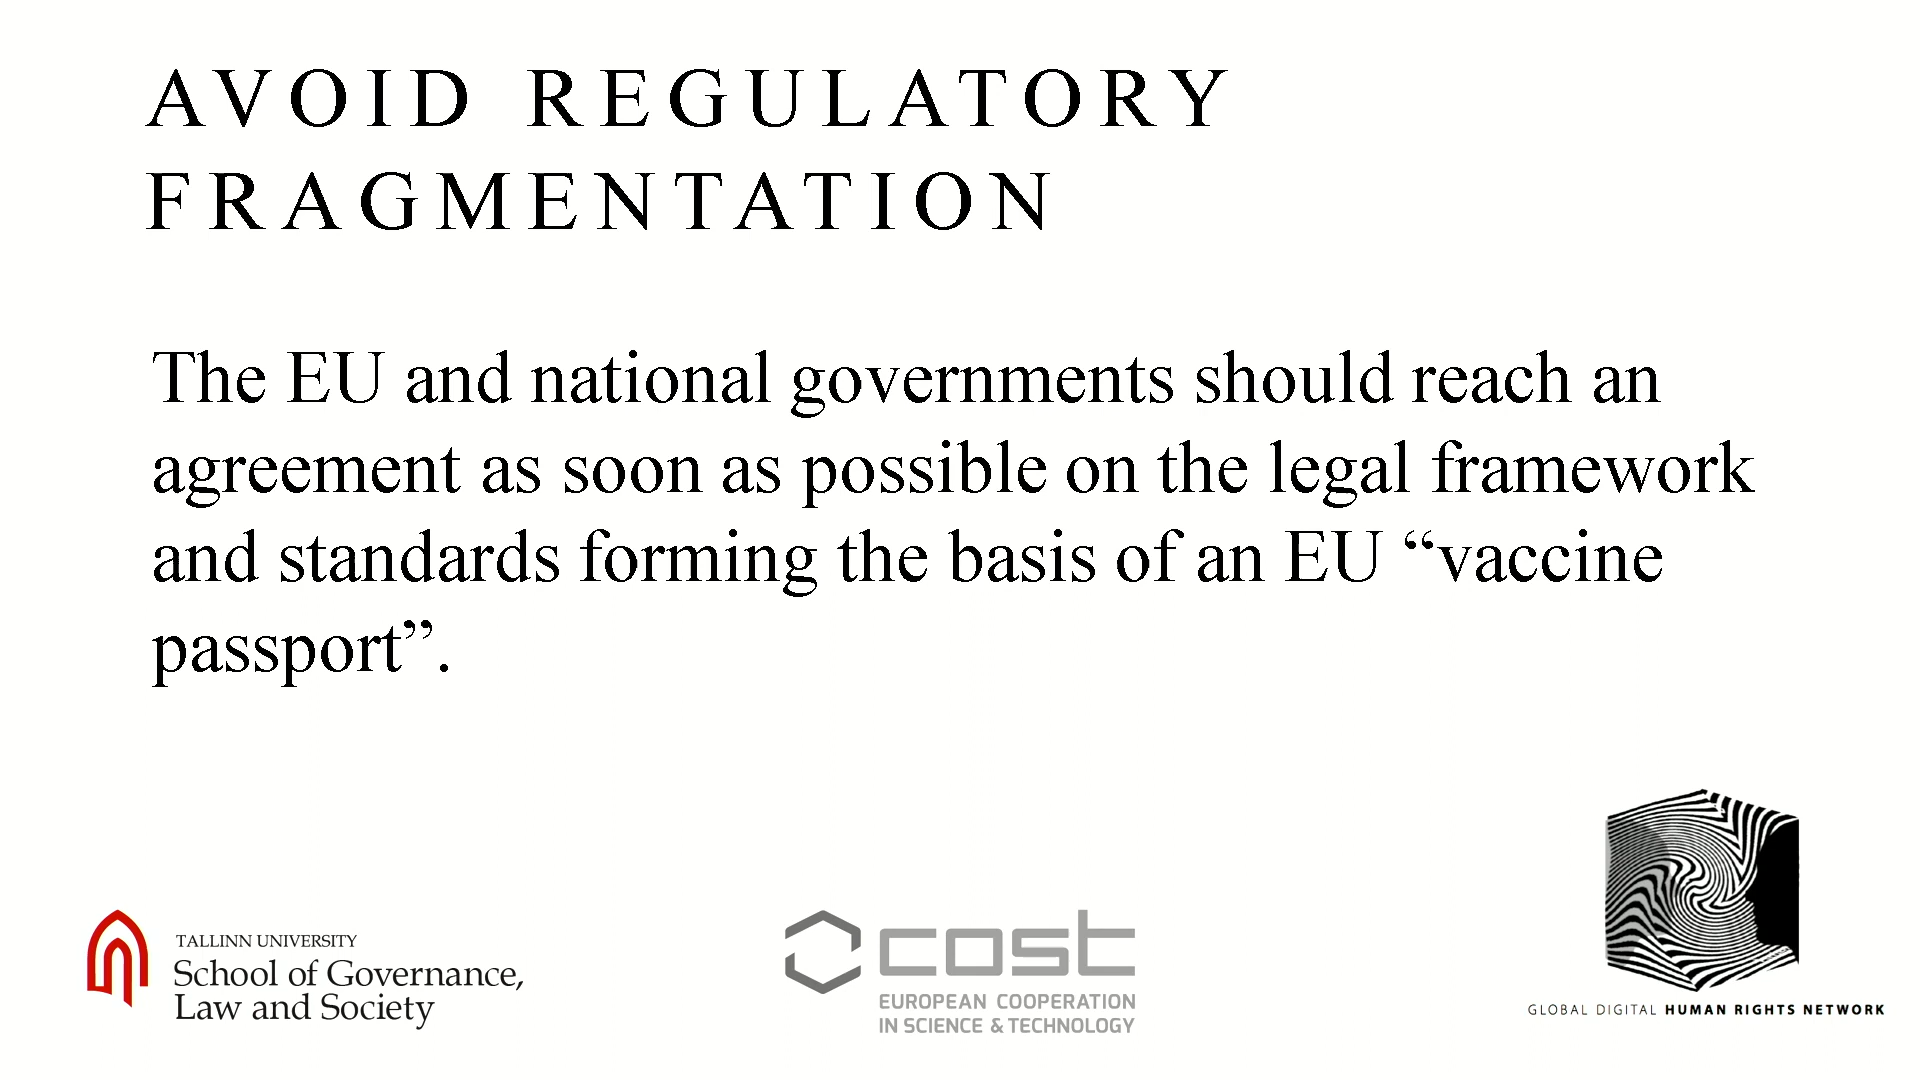 AVOID REGULATORY
FRAGMENTATION
The EU and national governments should reach an
agreement as soon as possible on the legal framework
and standards forming the basis of an EU “vaccine
passport”.
TALLINN UNIVERSITY
School of Governance,
Law and Society
cost
EUROPEAN COOPERATION
IN SCIENCE & TECHNOLOGY
GLOBAL DIGITAL HUMAN RIGHTS NETWORK